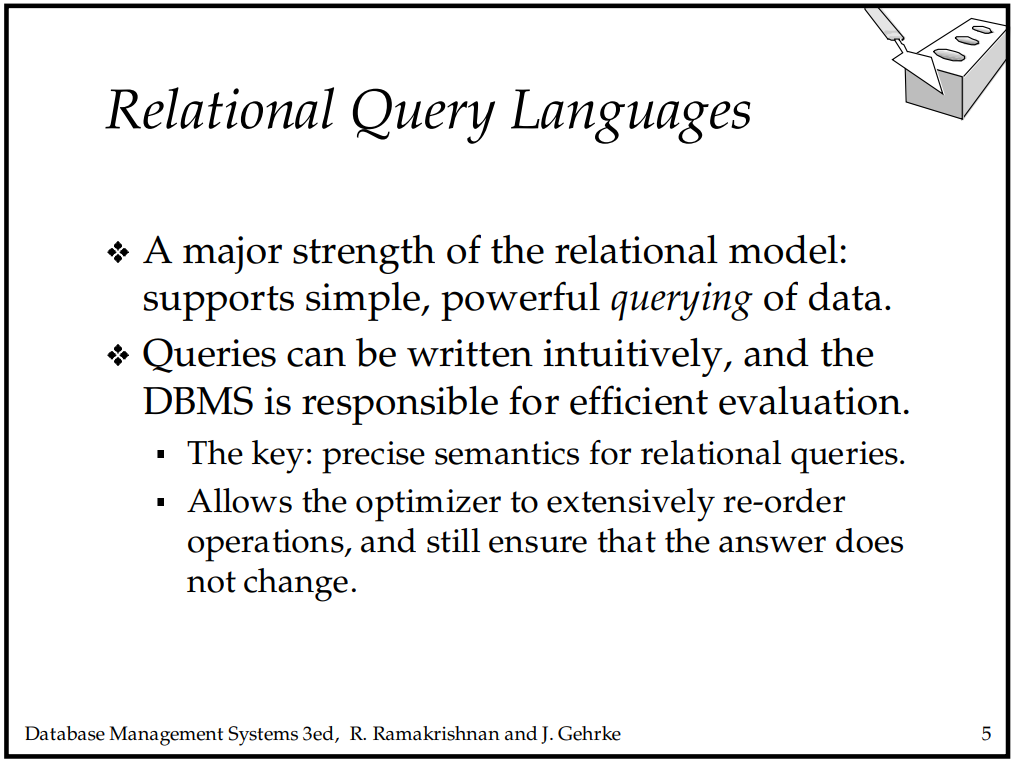 Relational Query Languages
❖ A major strength of the relational model:
supports simple, powerful querying of data.
❖ Queries can be written intuitively, and the
DBMS is responsible for efficient evaluation.
▪ The key: precise semantics for relational queries.
▪ Allows the optimizer to extensively re-order
operations, and still ensure that the answer does
not change.
Database Management Systems 3ed, R. Ramakrishnan and J. Gehrke 5